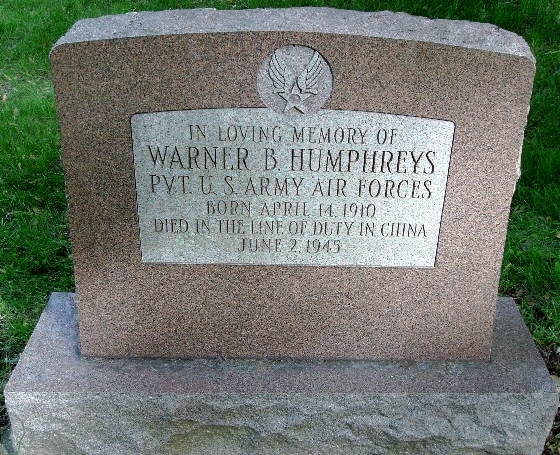 IN LOVING MEMORY OF
WARNER B. HUMPHREYS
PVT. U. S. ARMY AIR FORCES
BORN APRIL 14, 1910
DIED IN THE LINE OF DUTY IN CHINA
JUNE 2, 1945